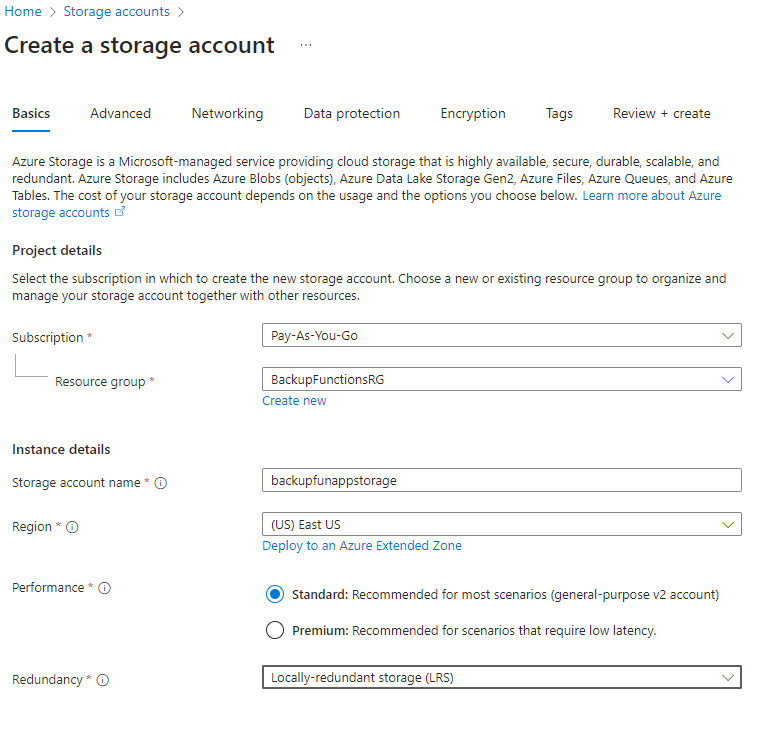 Home > Storage accounts >
Create a storage account ...
Basics Advanced Networking Data protection Encryption Tags Review + create
Azure Storage is a Microsoft-managed service providing cloud storage that is highly available, secure, durable, scalable, and
redundant. Azure Storage includes Azure Blobs (objects), Azure Data Lake Storage Gen2, Azure Files, Azure Queues, and Azure
Tables. The cost of your storage account depends on the usage and the options you choose below. Learn more about Azure
storage accounts
Project details
Select the subscription in which to create the new storage account. Choose a new or existing resource group to organize and
manage your storage account together with other resources.
Subscription * Pay-As-You-Go
Resource group * BackupFunctionsRG
Create new
Instance details
Storage account name * backupfunappstorage
Region * (US) East US
Deploy to an Azure Extended Zone
Performance * Standard: Recommended for most scenarios (general-purpose v2 account)
Premium: Recommended for scenarios that require low latency.
Redundancy * Locally-redundant storage (LRS)